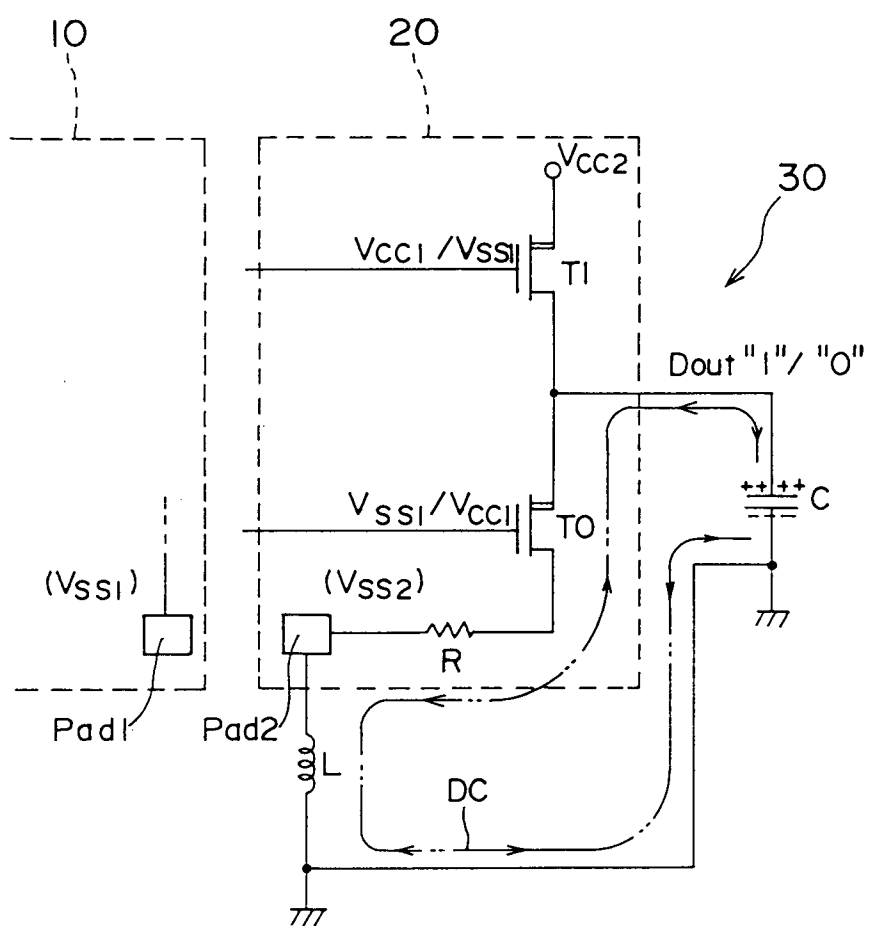 10
20
VCC2
30
VCC1 /VSS1
T1
Dout "1" / "0"
++ ++
C
VSS1/VCC1
T0
(VSS1)
(VSS2)
R
Pad1
Pad2
L
DC